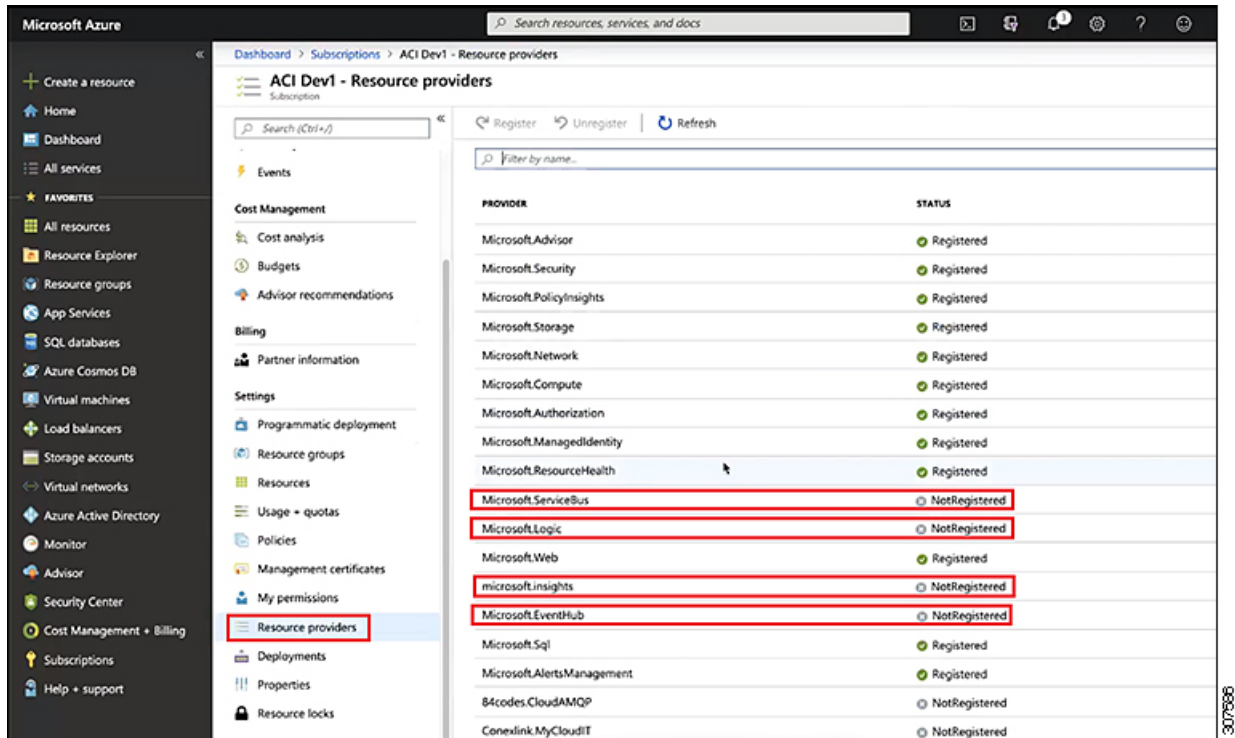 Microsoft Azure
Search resources, services, and docs
Dashboard > Subscriptions > ACI Dev1 - Resource providers
ACI Dev1 - Resource providers
Subscription
Create a resource
Home
Dashboard
All services
FAVORITES
All resources
Resource Explorer
Resource groups
App Services
SQL databases
Azure Cosmos DB
Virtual machines
Load balancers
Storage accounts
Virtual networks
Azure Active Directory
Monitor
Advisor
Security Center
Cost Management + Billing
Subscriptions
Help + support
Search (Ctrl+/)
Events
Cost Management
Cost analysis
Budgets
Advisor recommendations
Billing
Partner information
Settings
Programmatic deployment
Resource groups
Resources
Usage + quotas
Policies
Management certificates
My permissions
Resource providers
Deployments
Properties
Resource locks
Register Unregister Refresh
Filter by name...
PROVIDER STATUS
Microsoft.Advisor Registered
Microsoft.Security Registered
Microsoft.PolicyInsights Registered
Microsoft.Storage Registered
Microsoft.Network Registered
Microsoft.Compute Registered
Microsoft.Authorization Registered
Microsoft.ManagedIdentity Registered
Microsoft.ResourceHealth Registered
Microsoft.ServiceBus NotRegistered
Microsoft.Logic NotRegistered
Microsoft.Web Registered
microsoft.insights NotRegistered
Microsoft.EventHub NotRegistered
Microsoft.Sql Registered
Microsoft.AlertsManagement Registered
84codes.CloudAMQP NotRegistered
Conexlink.MyCloudIT NotRegistered
307586